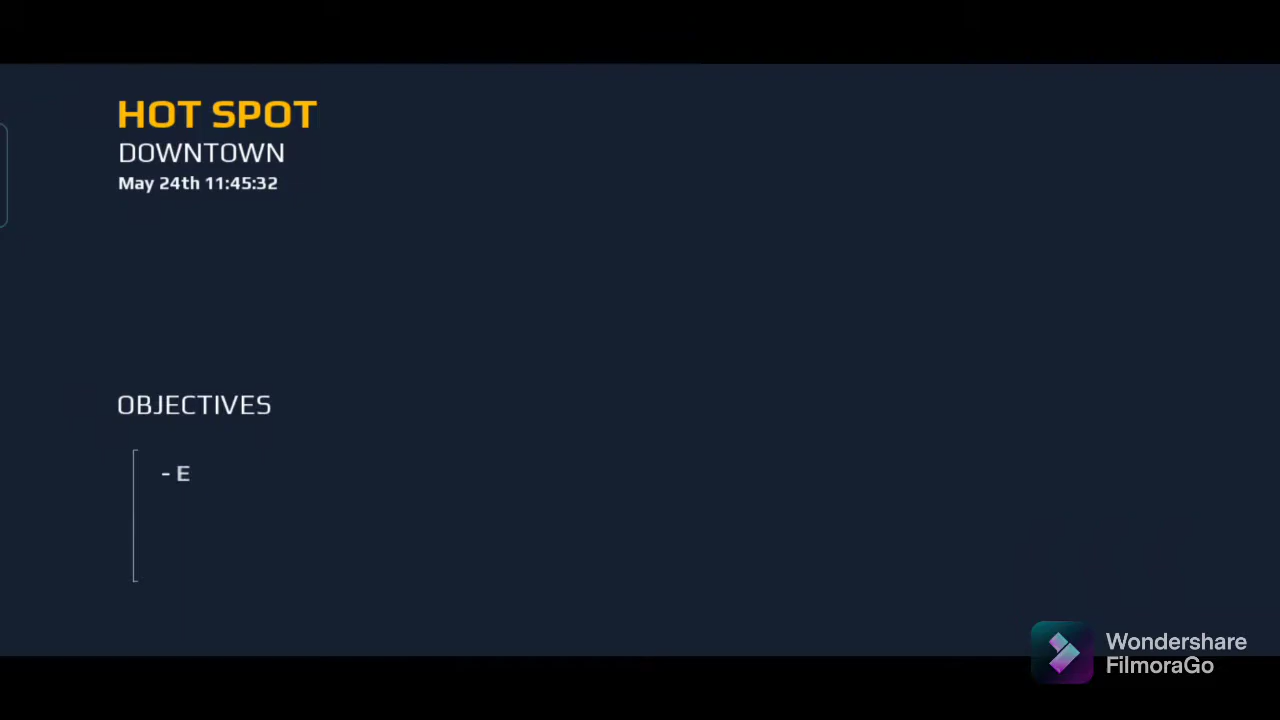 HOT SPOT
DOWNTOWN
May 24th 11:45:32
OBJECTIVES
- E
Wondershare
FilmoraGo